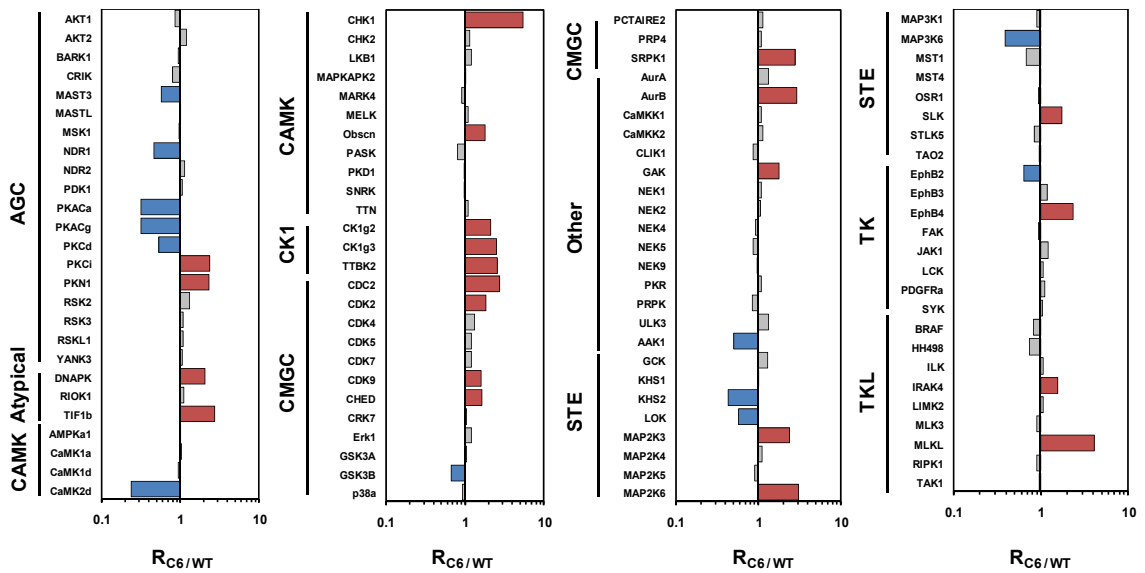 AGC
Atypical
CAMK
AKT1
AKT2
BARK1
CRIK
MAST3
MASTL
MSK1
NDR1
NDR2
PDK1
PKACa
PKACg
PKCd
PKCi
PKN1
RSK2
RSK3
RSKL1
YANK3
DNAPK
RIOK1
TIF1b
AMPKa1
CaMK1a
CaMK1d
CaMK2d
0.1 1 10
RC6/WT
CAMK
CK1
CMGC
CHK1
CHK2
LKB1
MAPKAPK2
MARK4
MELK
Obscn
PASK
PKD1
SNRK
TTN
CK1g2
CK1g3
TTBK2
CDC2
CDK2
CDK4
CDK5
CDK7
CDK9
CHED
CRK7
Erk1
GSK3A
GSK3B
p38a
0.1 1 10
RC6/WT
CMGC
Other
STE
PCTAIRE2
PRP4
SRPK1
AurA
AurB
CaMKK1
CaMKK2
CLIK1
GAK
NEK1
NEK2
NEK4
NEK5
NEK9
PKR
PRPK
ULK3
AAK1
GCK
KHS1
KHS2
LOK
MAP2K3
MAP2K4
MAP2K5
MAP2K6
0.1 1 10
RC6/WT
STE
TK
TKL
MAP3K1
MAP3K6
MST1
MST4
OSR1
SLK
STLK5
TAO2
EphB2
EphB3
EphB4
FAK
JAK1
LCK
PDGFRa
SYK
BRAF
HH498
ILK
IRAK4
LIMK2
MLK3
MLKL
RIPK1
TAK1
0.1 1 10
RC6/WT